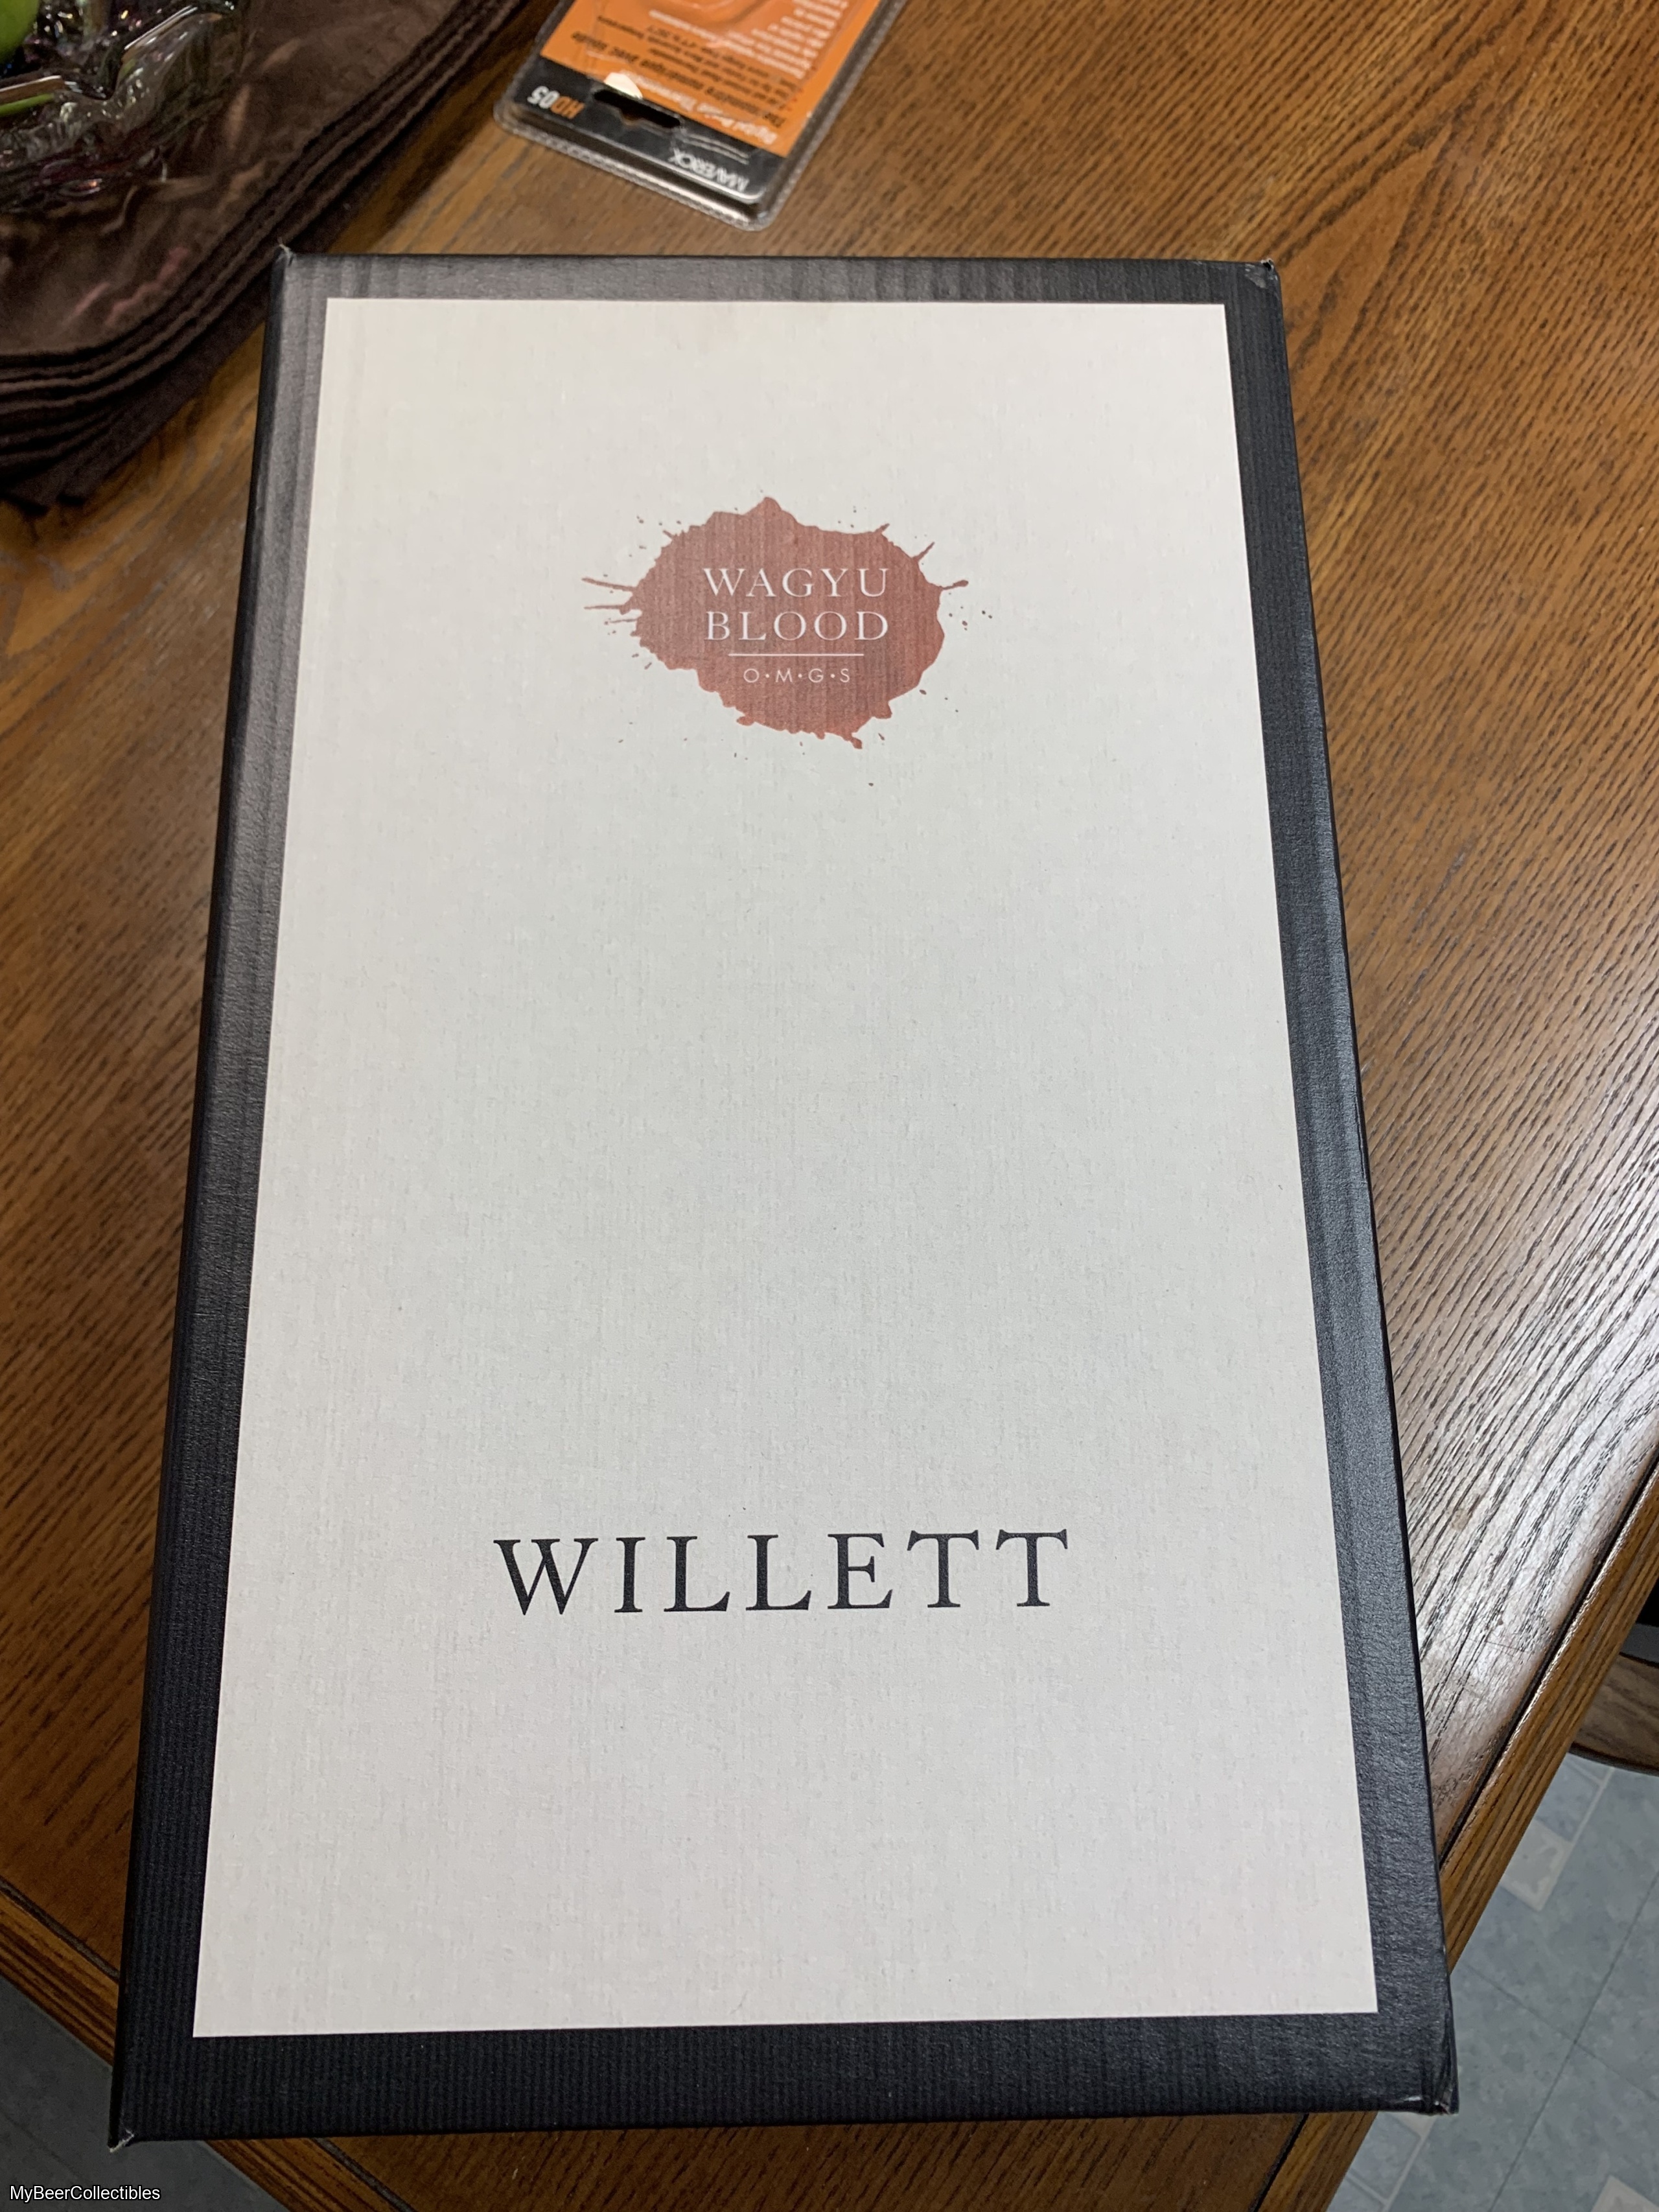 HD05
MAVERICK
WAGYU
BLOOD
O•M•G•S
WILLETT
MyBeerCollectibles